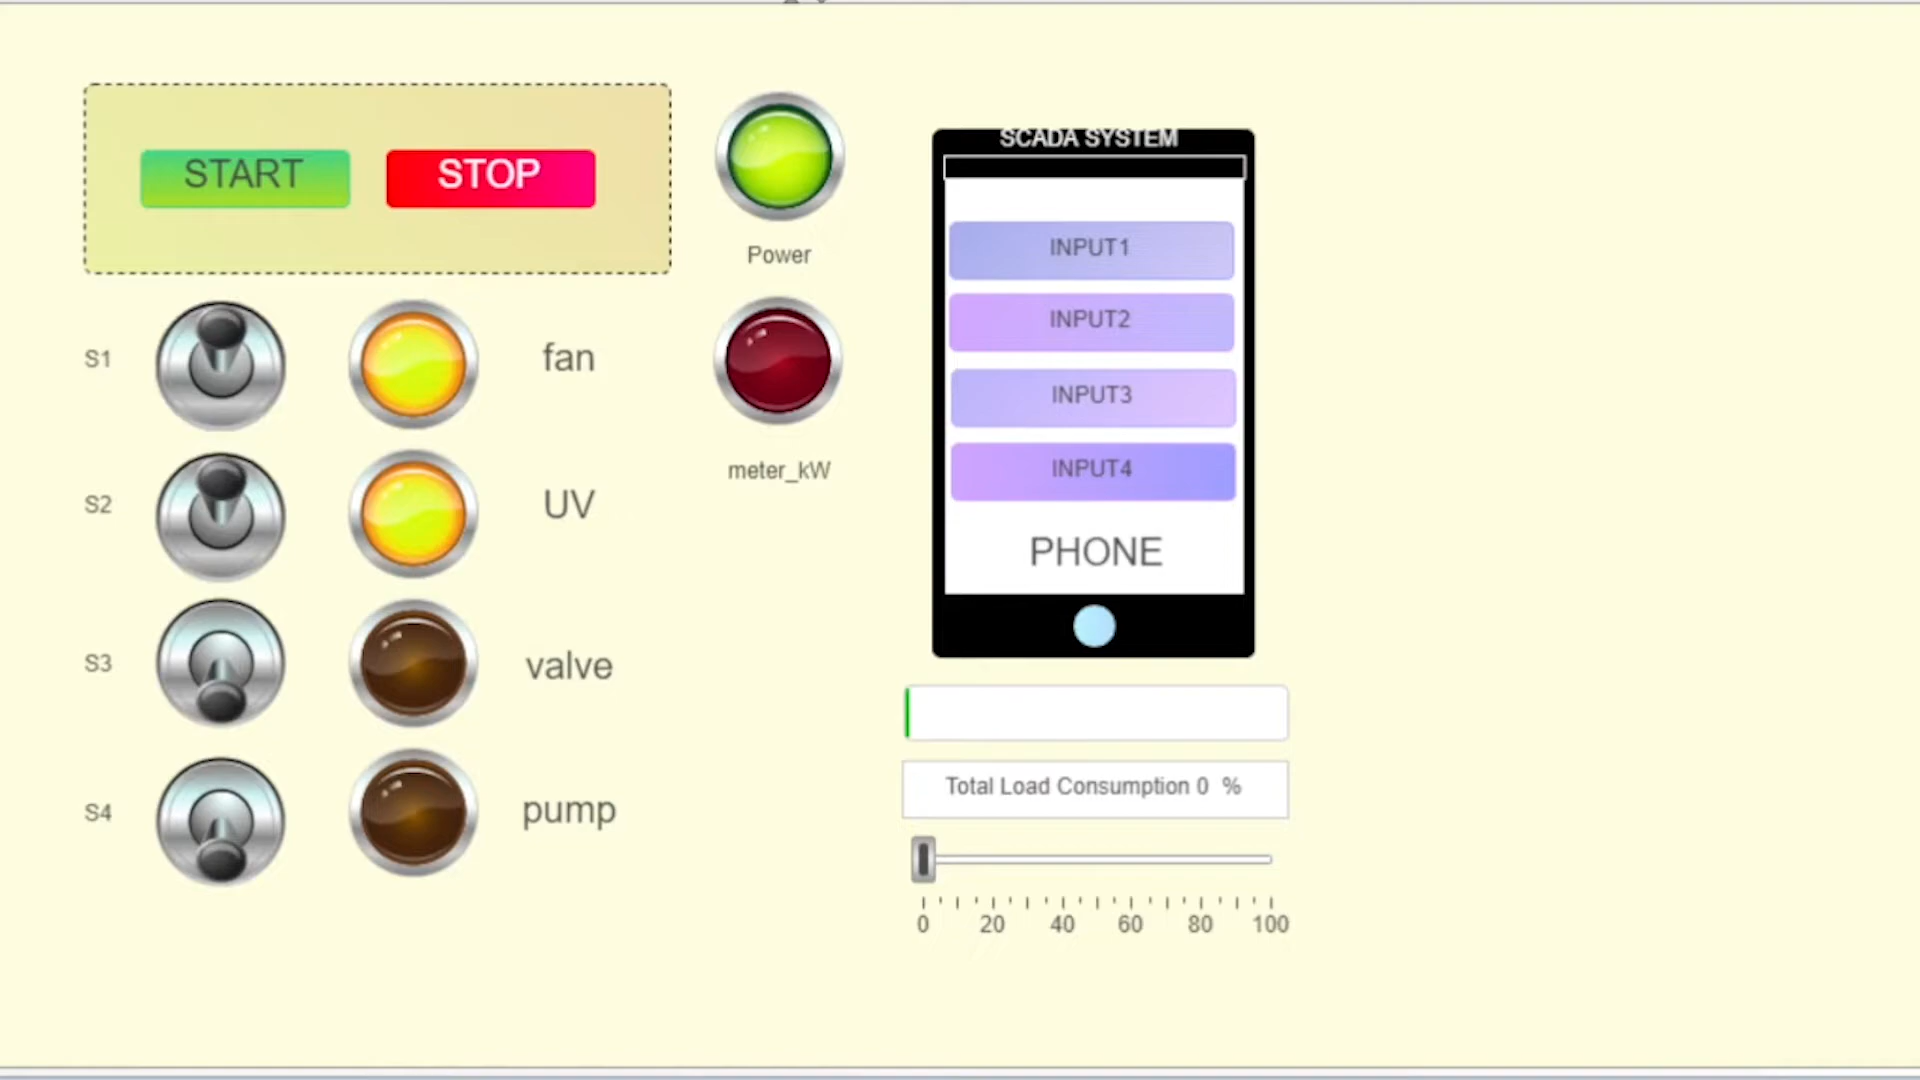 START
STOP
S1
fan
S2
UV
S3
valve
S4
pump
Power
meter_kW
SCADA SYSTEM
INPUT1
INPUT2
INPUT3
INPUT4
PHONE
Total Load Consumption 0 %
0 20 40 60 80 100